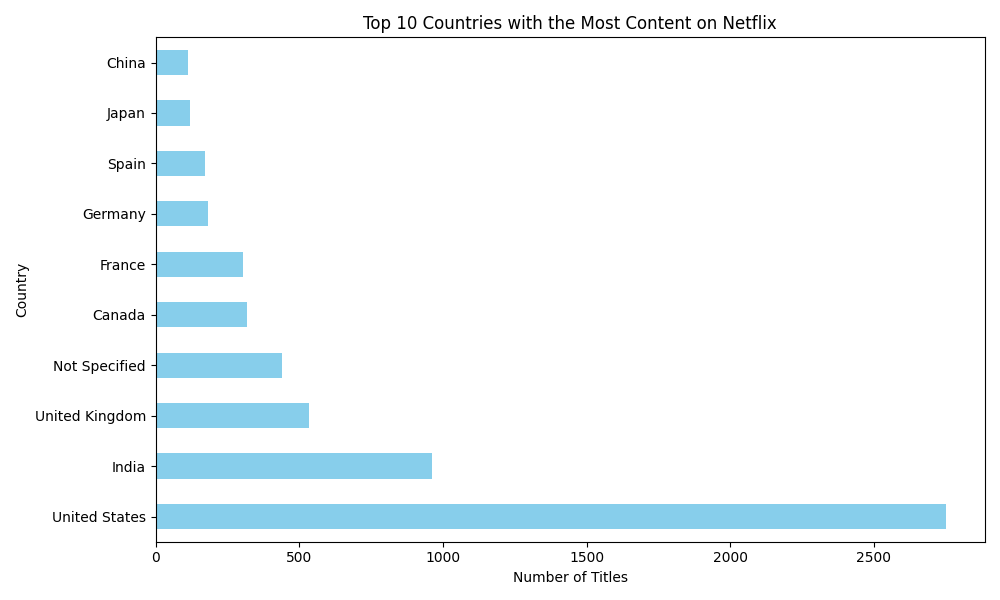 Top 10 Countries with the Most Content on Netflix
China
Japan
Spain
Germany
France
Canada
Not Specified
United Kingdom
India
United States
Country
0 500 1000 1500 2000 2500
Number of Titles